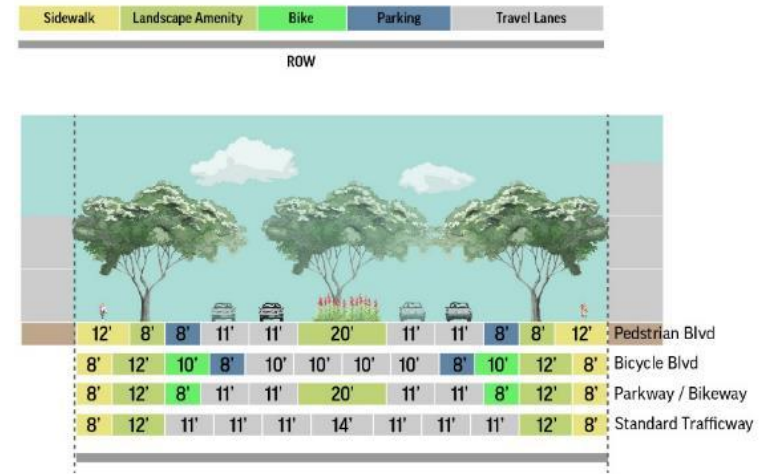 Sidewalk Landscape Amenity Bike Parking Travel Lanes
ROW
12' 8' 8' 11' 11' 20' 11' 11' 8' 8' 12' Pedstrian Blvd
8' 12' 10' 8' 10' 10' 10' 10' 8' 10' 12' 8' Bicycle Blvd
8' 12' 8' 11' 11' 20' 11' 11' 8' 12' 8' Parkway / Bikeway
8' 12' 11' 11' 11' 14' 11' 11' 11' 12' 8' Standard Trafficway